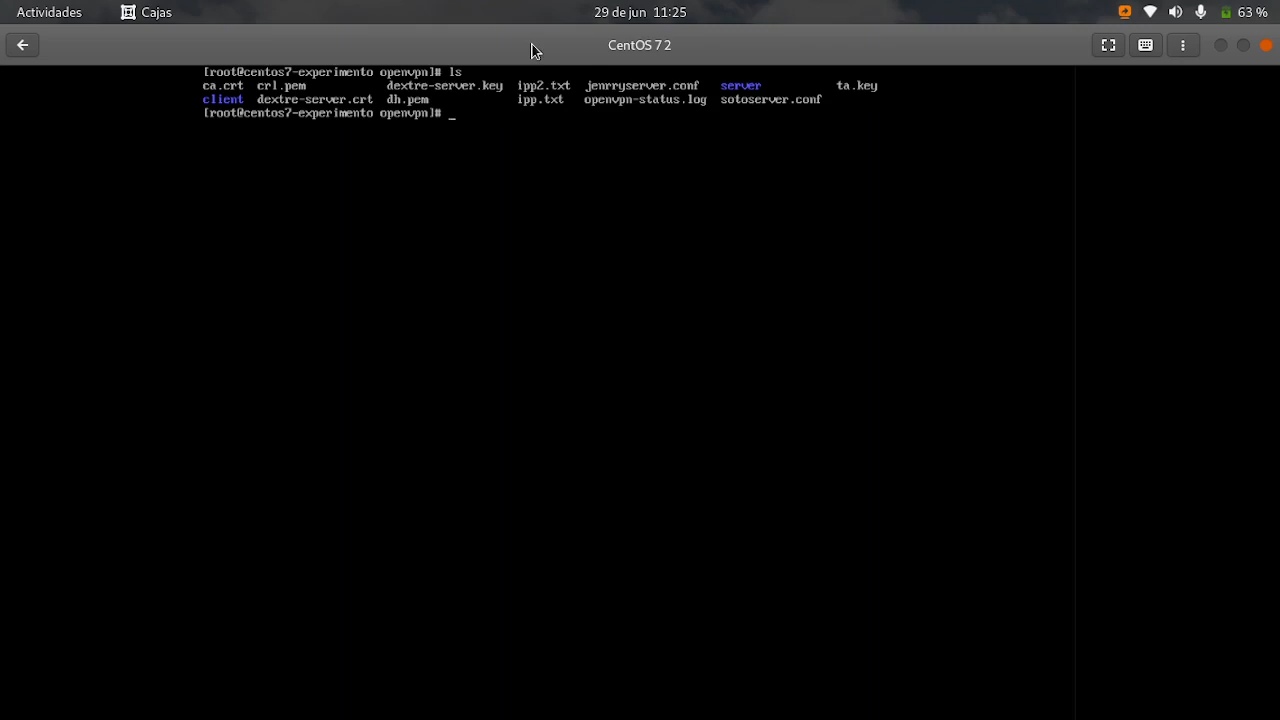 Actividades Cajas 29 de jun 11:25 63 %
CentOS 7 2
[root@centos7-experimento openvpn]# ls
ca.crt crl.pem dextre-server.key ipp2.txt jenrryserver.conf server ta.key
client dextre-server.crt dh.pem ipp.txt openvpn-status.log sotoserver.conf
[root@centos7-experimento openvpn]# _